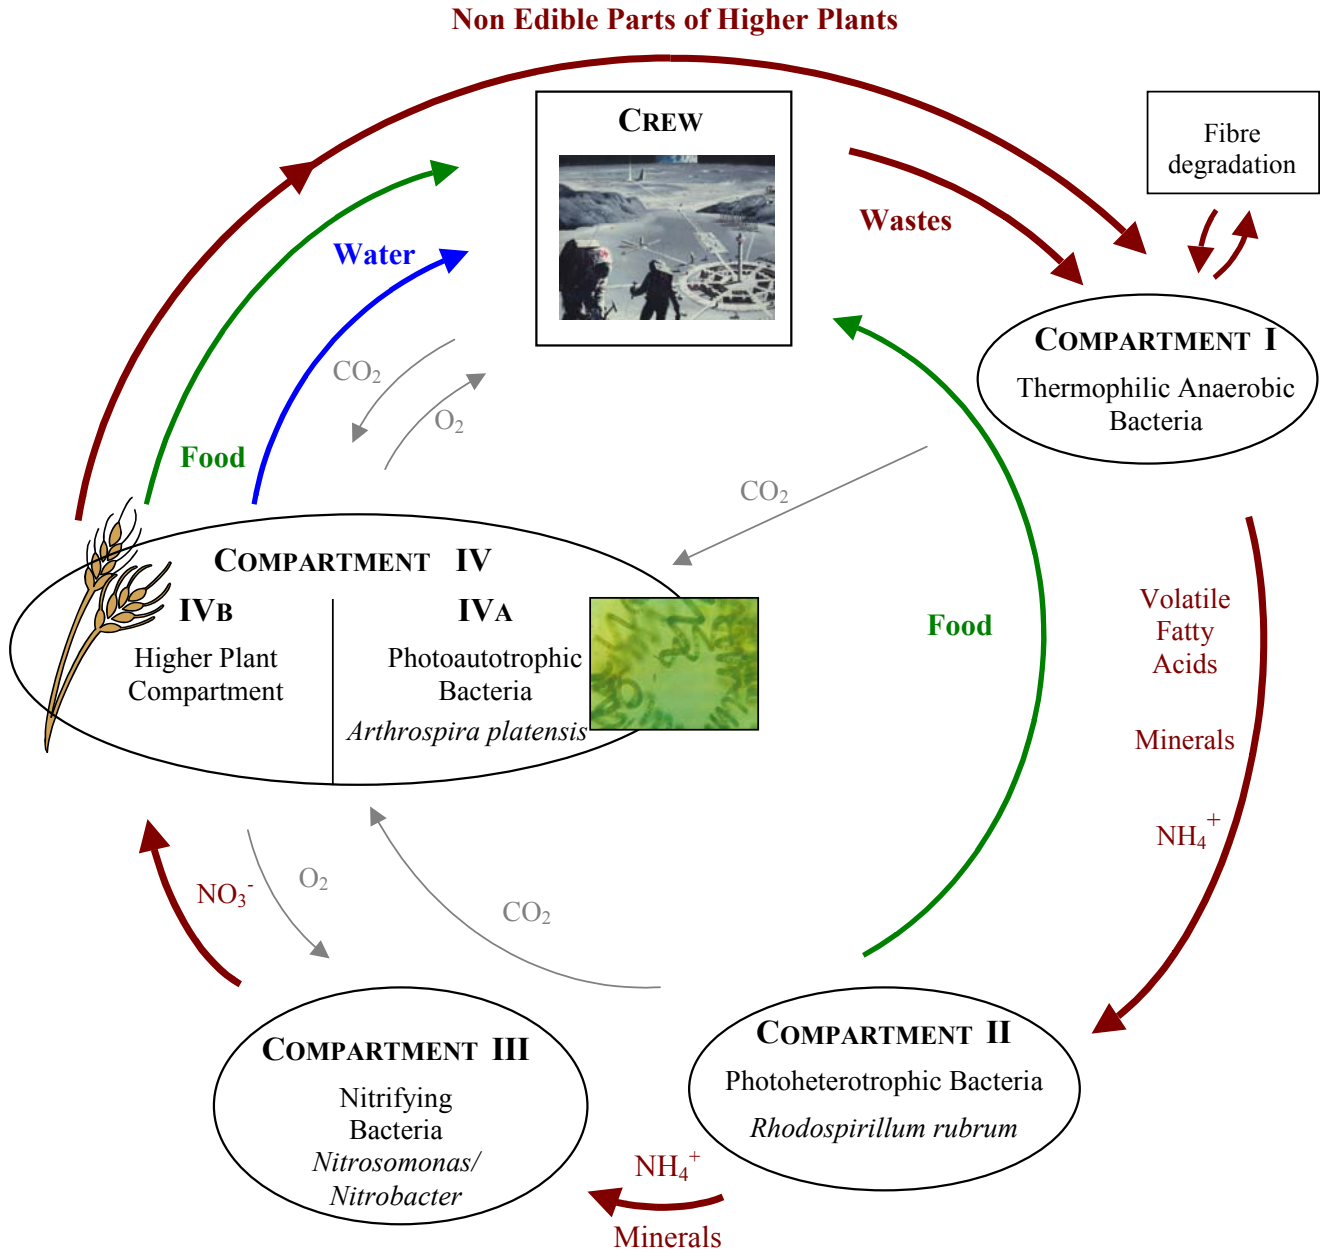 Non Edible Parts of Higher Plants
CREW
Fibre
degradation
Wastes
Water
COMPARTMENT I
Thermophilic Anaerobic
Bacteria
CO₂
O₂
Food
CO₂
COMPARTMENT IV
IVB
Higher Plant
Compartment
IVA
Photoautotrophic
Bacteria
Arthrospira platensis
Food
Volatile
Fatty
Acids
Minerals
NH₄⁺
NO₃⁻
O₂
CO₂
COMPARTMENT II
Photoheterotrophic Bacteria
Rhodospirillum rubrum
COMPARTMENT III
Nitrifying
Bacteria
Nitrosomonas/
Nitrobacter
NH₄⁺
Minerals